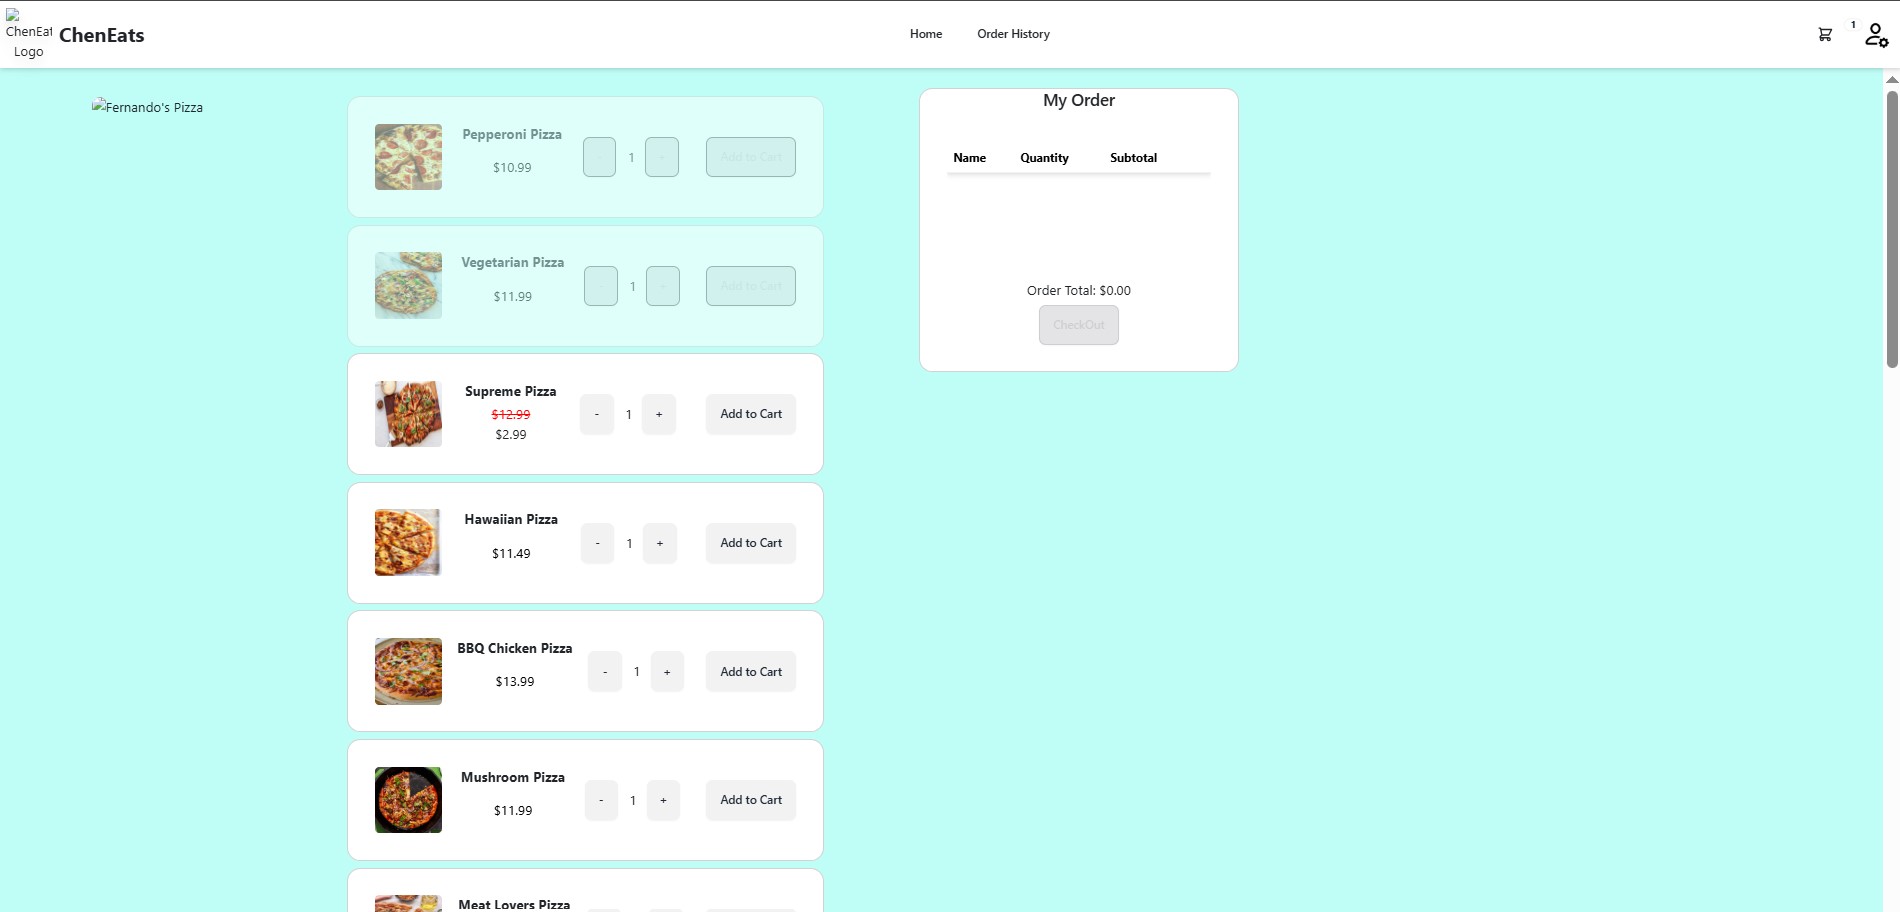 ChenEats
Logo
ChenEats
Home
Order History
1
Fernando's Pizza
Pepperoni Pizza
$10.99
-
1
+
Add to Cart
Vegetarian Pizza
$11.99
-
1
+
Add to Cart
Supreme Pizza
$12.99
$2.99
-
1
+
Add to Cart
Hawaiian Pizza
$11.49
-
1
+
Add to Cart
BBQ Chicken Pizza
$13.99
-
1
+
Add to Cart
Mushroom Pizza
$11.99
-
1
+
Add to Cart
Meat Lovers Pizza
My Order
Name Quantity Subtotal
Order Total: $0.00
CheckOut